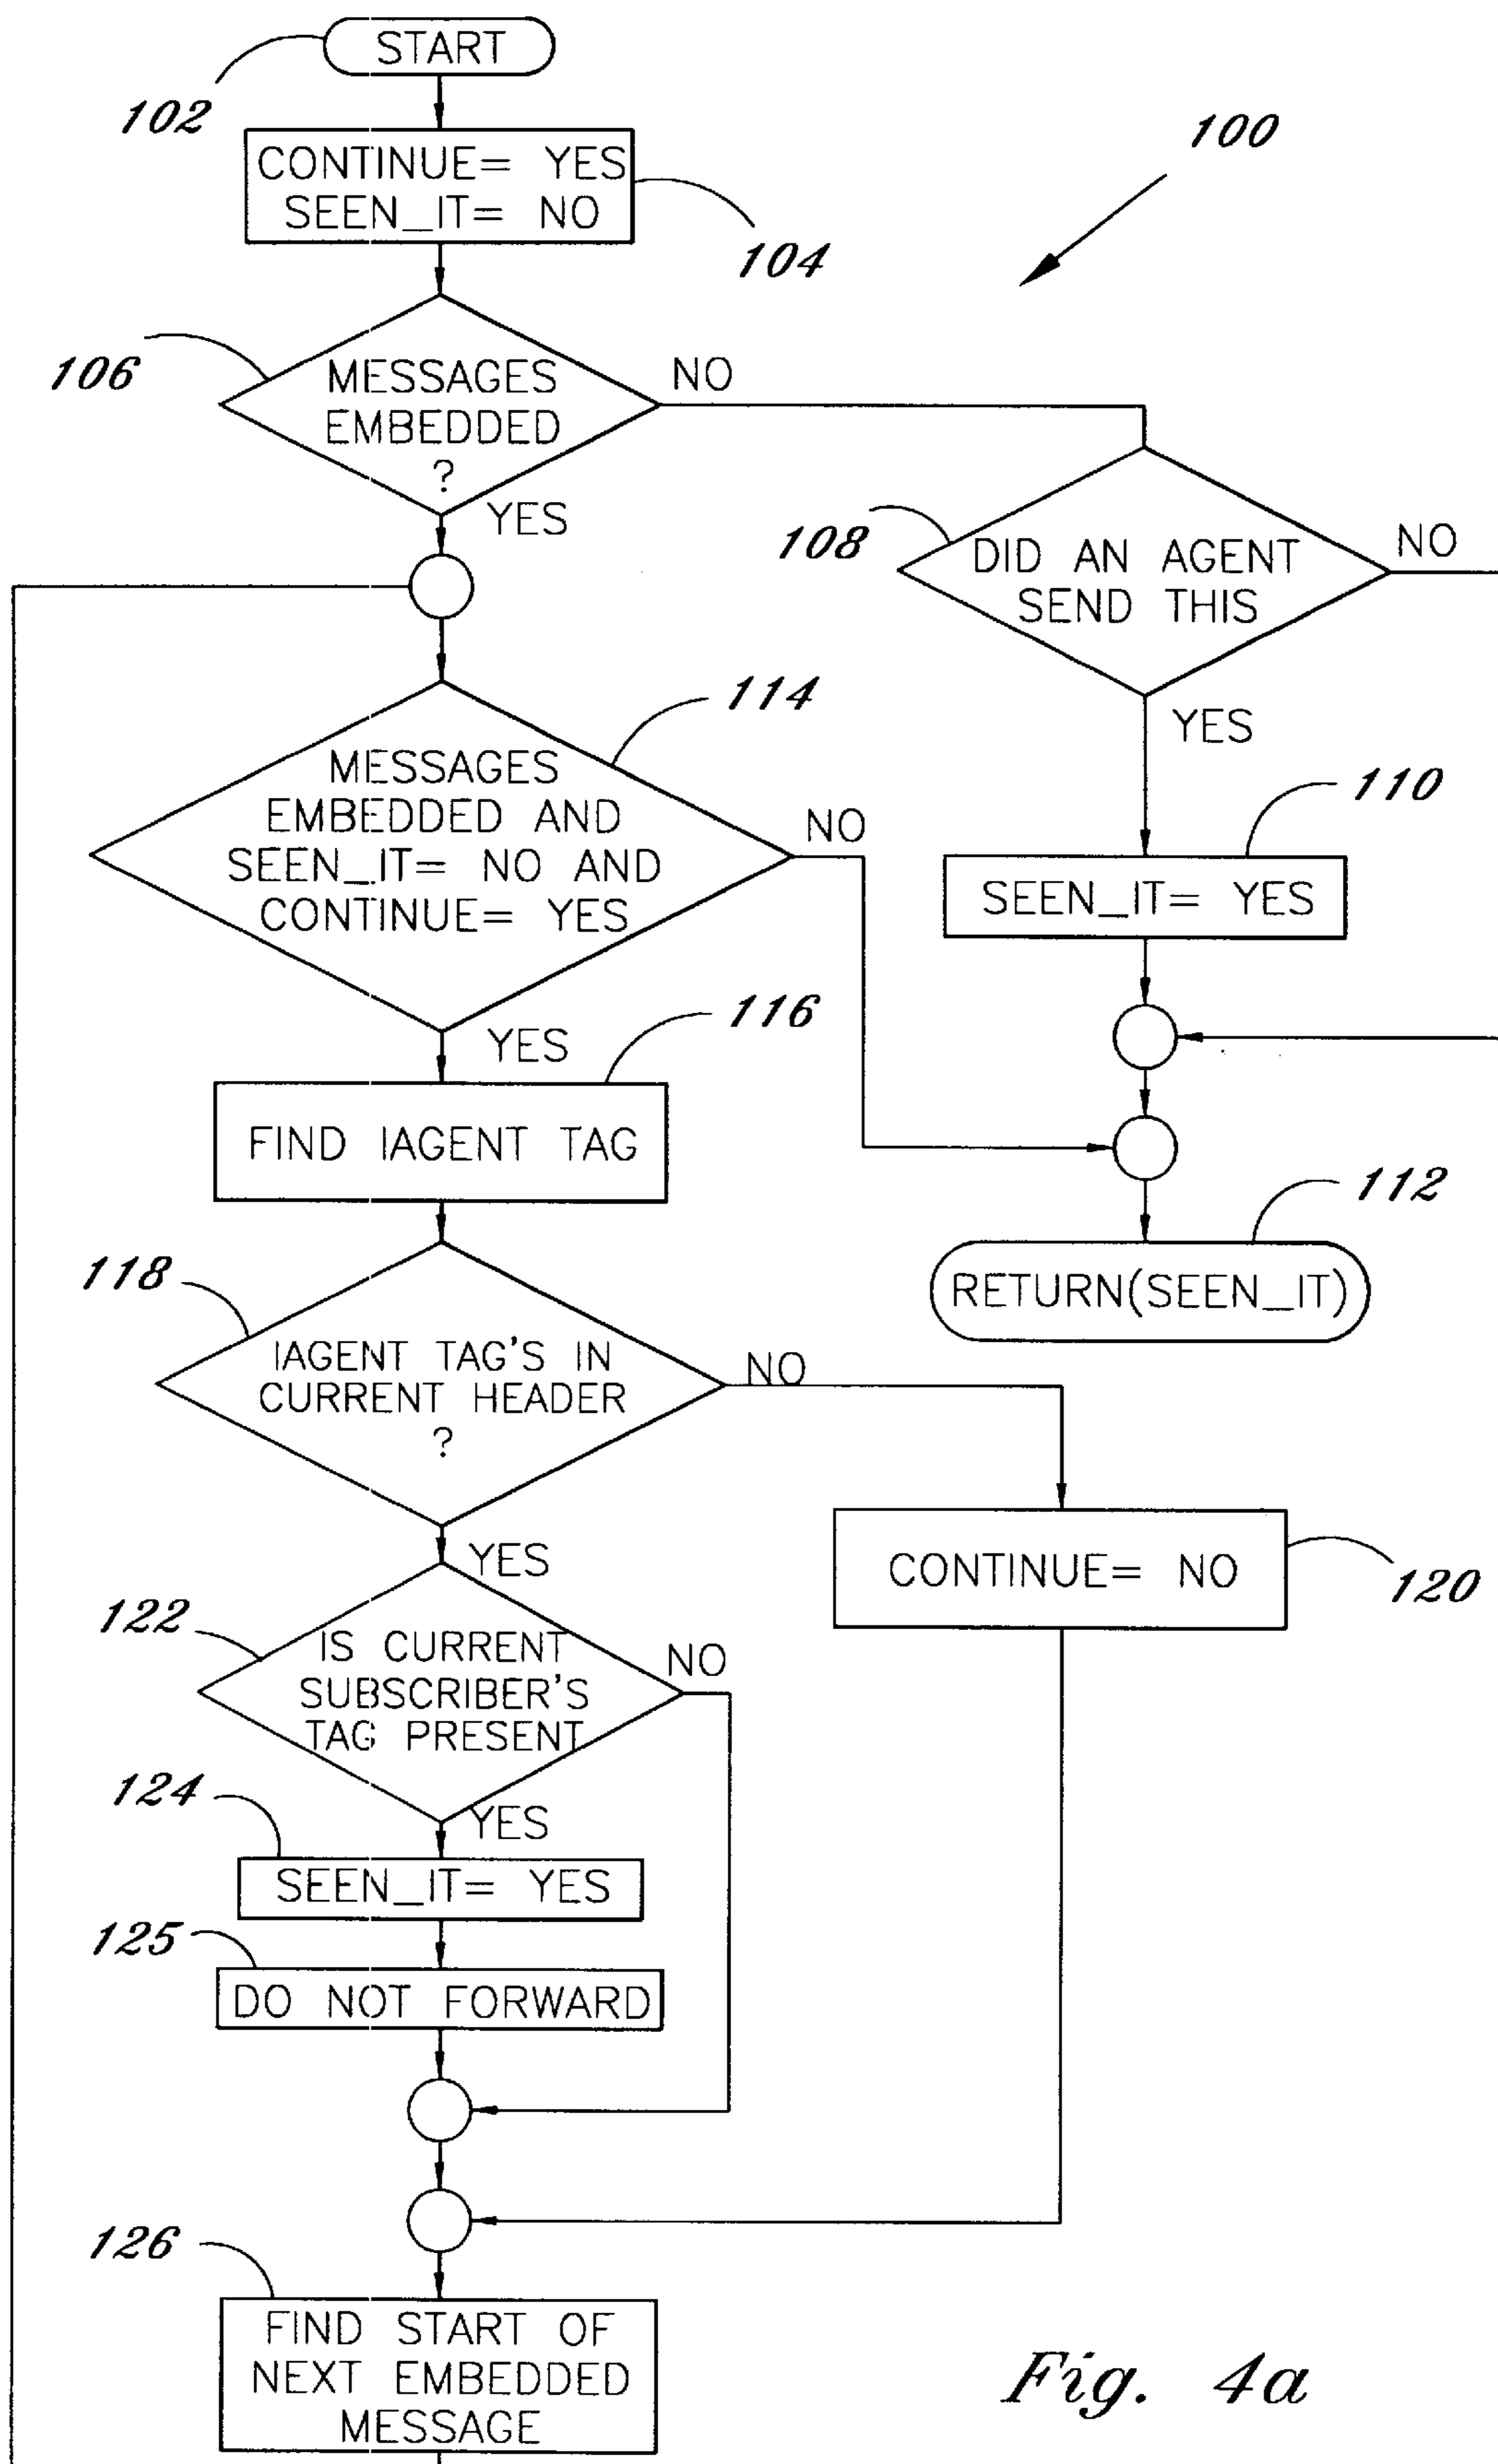 START
102
100
CONTINUE= YES
SEEN_IT= NO
104
106
MESSAGES
EMBEDDED
?
NO
YES
108
DID AN AGENT
SEND THIS
NO
YES
114
MESSAGES
EMBEDDED AND
SEEN_IT= NO AND
CONTINUE= YES
NO
YES
110
SEEN_IT= YES
116
FIND IAGENT TAG
112
RETURN(SEEN_IT)
118
IAGENT TAG'S IN
CURRENT HEADER
?
NO
YES
CONTINUE= NO
120
122
IS CURRENT
SUBSCRIBER'S
TAG PRESENT
NO
YES
124
SEEN_IT= YES
125
DO NOT FORWARD
126
FIND START OF
NEXT EMBEDDED
MESSAGE
Fig. 4a